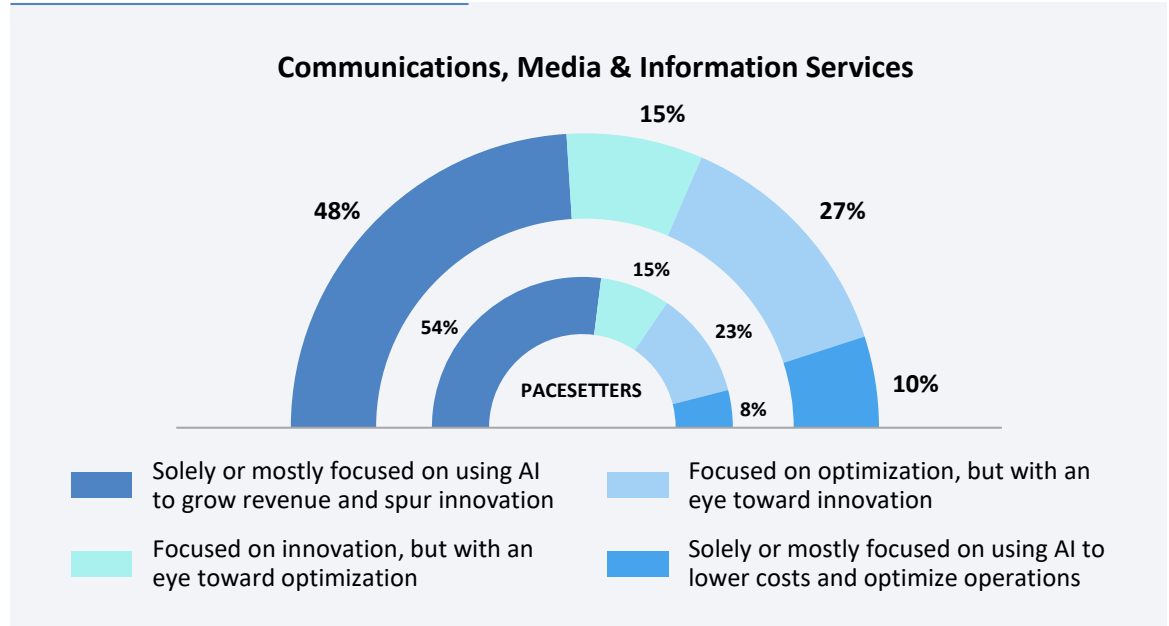 Communications, Media & Information Services
15%
48%
27%
15%
54%
23%
PACESETTERS
10%
8%
Solely or mostly focused on using AI
to grow revenue and spur innovation
Focused on optimization, but with an
eye toward innovation
Focused on innovation, but with an
eye toward optimization
Solely or mostly focused on using AI to
lower costs and optimize operations